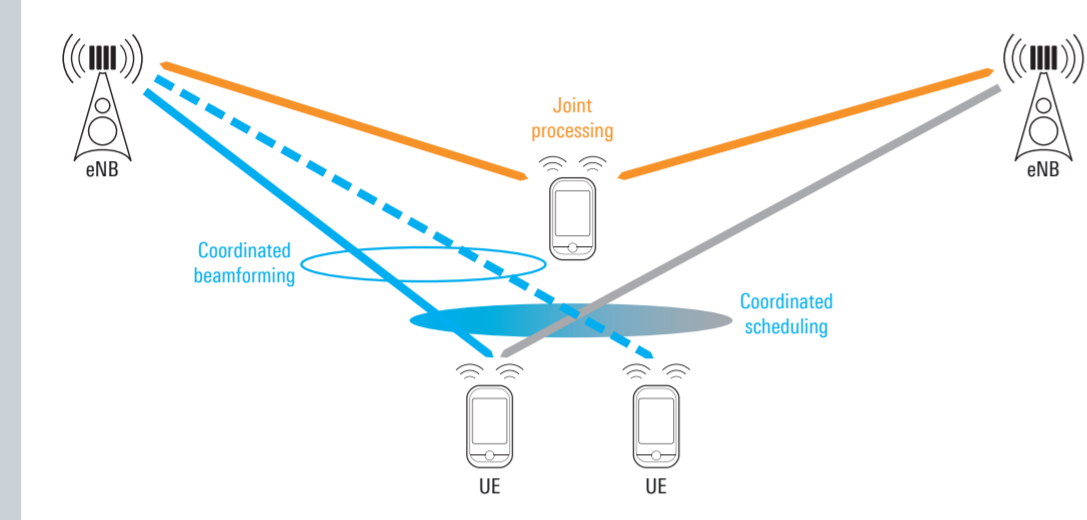 Joint
processing
eNB
eNB
Coordinated
beamforming
Coordinated
scheduling
UE
UE